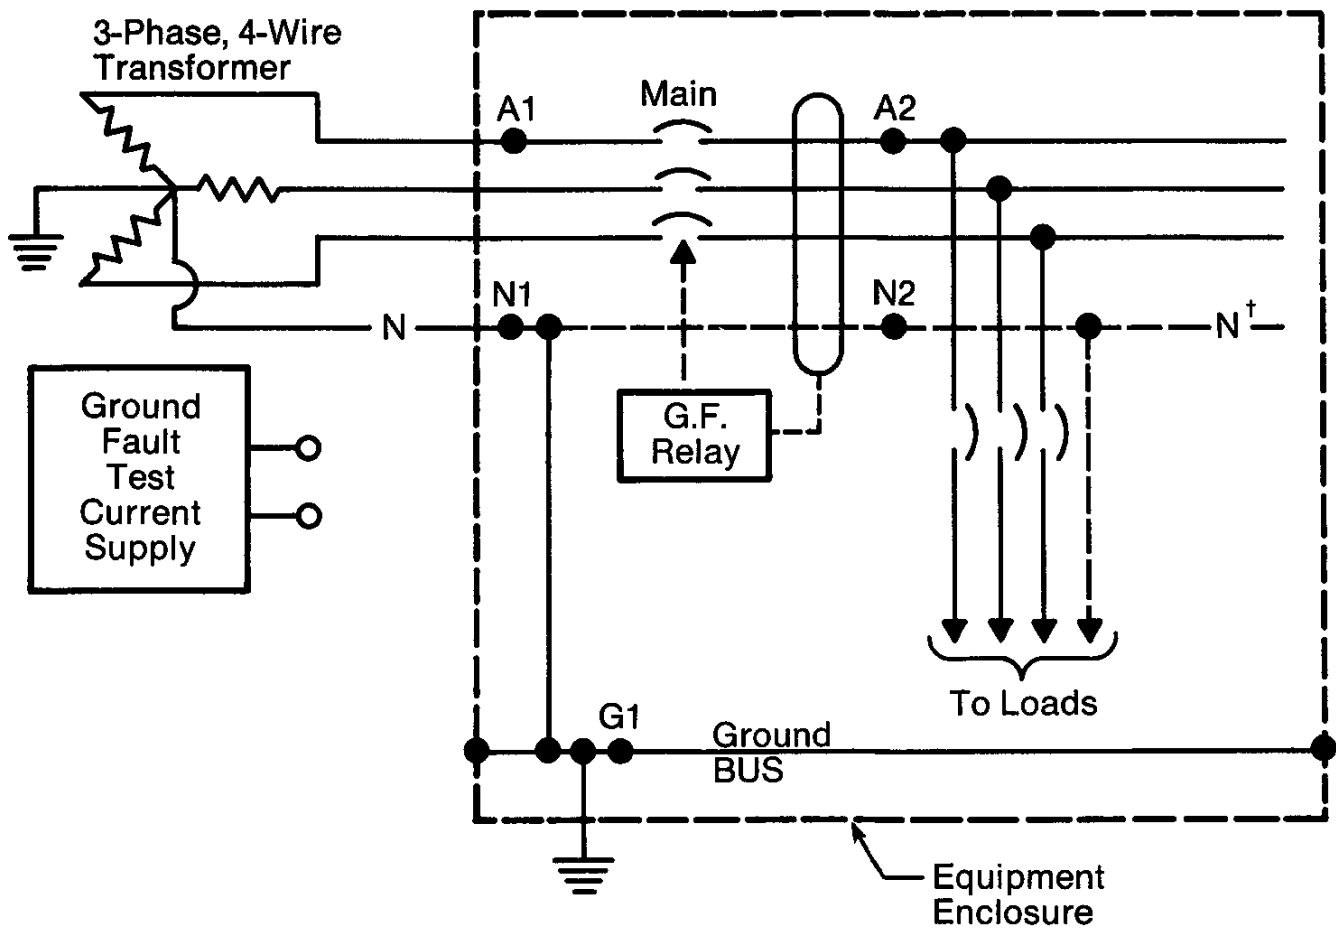 3-Phase, 4-Wire
Transformer
A1
Main
A2
N1
N2
N
N†
Ground
Fault
Test
Current
Supply
G.F.
Relay
To Loads
G1
Ground
BUS
Equipment
Enclosure